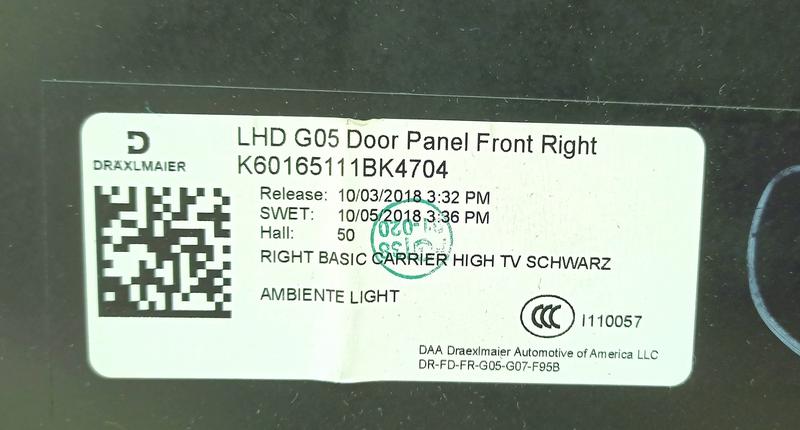 DRÄXLMAIER
LHD G05 Door Panel Front Right
K60165111BK4704
Release: 10/03/2018 3:32 PM
SWET: 10/05/2018 3:36 PM
Hall: 50
RIGHT BASIC CARRIER HIGH TV SCHWARZ
AMBIENTE LIGHT
CCC I110057
DAA Draexlmaier Automotive of America LLC
DR-FD-FR-G05-G07-F95B